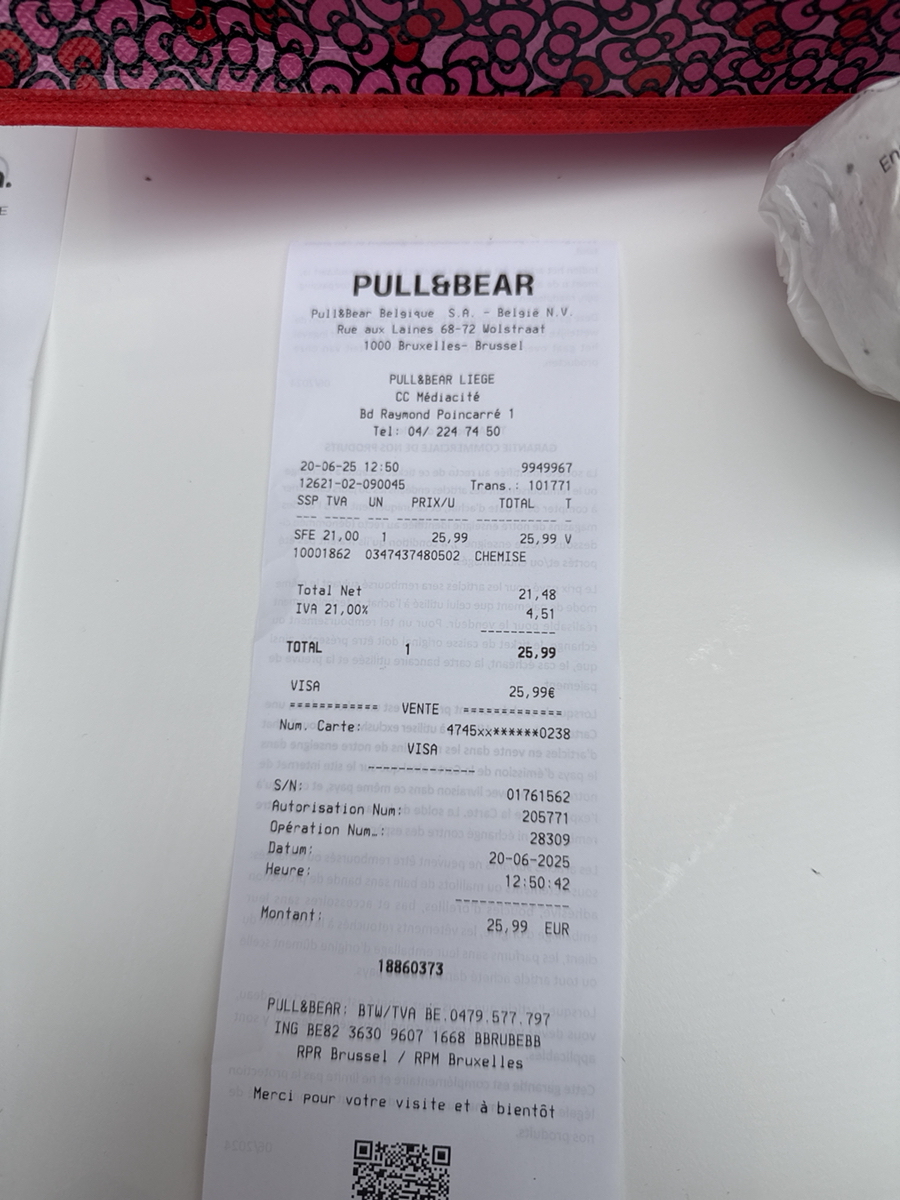 PULL&BEAR
Pull&Bear Belgique S.A. - België N.V.
Rue aux Laines 68-72 Wolstraat
1000 Bruxelles- Brussel
PULL&BEAR LIEGE
CC Médiacité
Bd Raymond Poincarré 1
Tel: 04/ 224 74 50
20-06-25 12:50 9949967
12621-02-090045 Trans.: 101771
SSP TVA UN PRIX/U TOTAL T
SFE 21,00 1 25,99 25,99 V
10001862 0347437480502 CHEMISE
Total Net 21,48
IVA 21,00% 4,51
----------
TOTAL 1 25,99
VISA 25,99€
============ VENTE =============
Num. Carte: 4745xx******0238
VISA
--------------
S/N: 01761562
Autorisation Num: 205771
Opération Num.: 28309
Datum: 20-06-2025
Heure: 12:50:42
--------------
Montant: 25,99 EUR
18860373
PULL&BEAR: BTW/TVA BE.0479.577.797
ING BE82 3630 9607 1668 BBRUBEBB
RPR Brussel / RPM Bruxelles
Merci pour votre visite et à bientôt